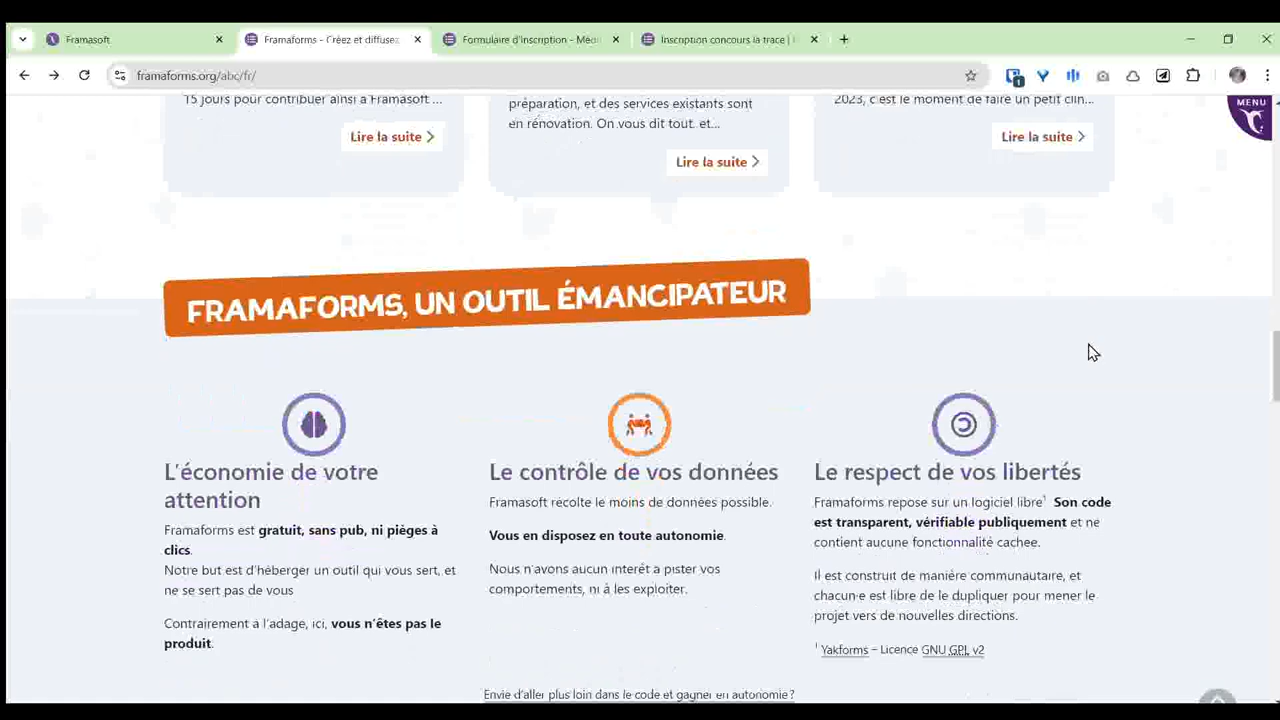 Framasoft
Framaforms - Créez et diffusez
Formulaire d'inscription - Méd
Inscription concours la trace |
framaforms.org/abc/fr/
MENU
15 jours pour contribuer ainsi à Framasoft ...
Lire la suite
préparation, et des services existants sont
en rénovation. On vous dit tout, et...
Lire la suite
2023, c'est le moment de faire un petit clin...
Lire la suite
FRAMAFORMS, UN OUTIL ÉMANCIPATEUR
L'économie de votre
attention
Framaforms est gratuit, sans pub, ni pièges à
clics.
Notre but est d'héberger un outil qui vous sert, et
ne se sert pas de vous
Contrairement à l'adage, ici, vous n'êtes pas le
produit.
Le contrôle de vos données
Framasoft récolte le moins de données possible.
Vous en disposez en toute autonomie.
Nous n'avons aucun intérêt à pister vos
comportements, ni à les exploiter.
Le respect de vos libertés
Framaforms repose sur un logiciel libre¹ Son code
est transparent, vérifiable publiquement et ne
contient aucune fonctionnalité cachée.
Il est construit de manière communautaire, et
chacun·e est libre de le dupliquer pour mener le
projet vers de nouvelles directions.
¹ Yakforms – Licence GNU GPL v2
Envie d'aller plus loin dans le code et gagner en autonomie ?